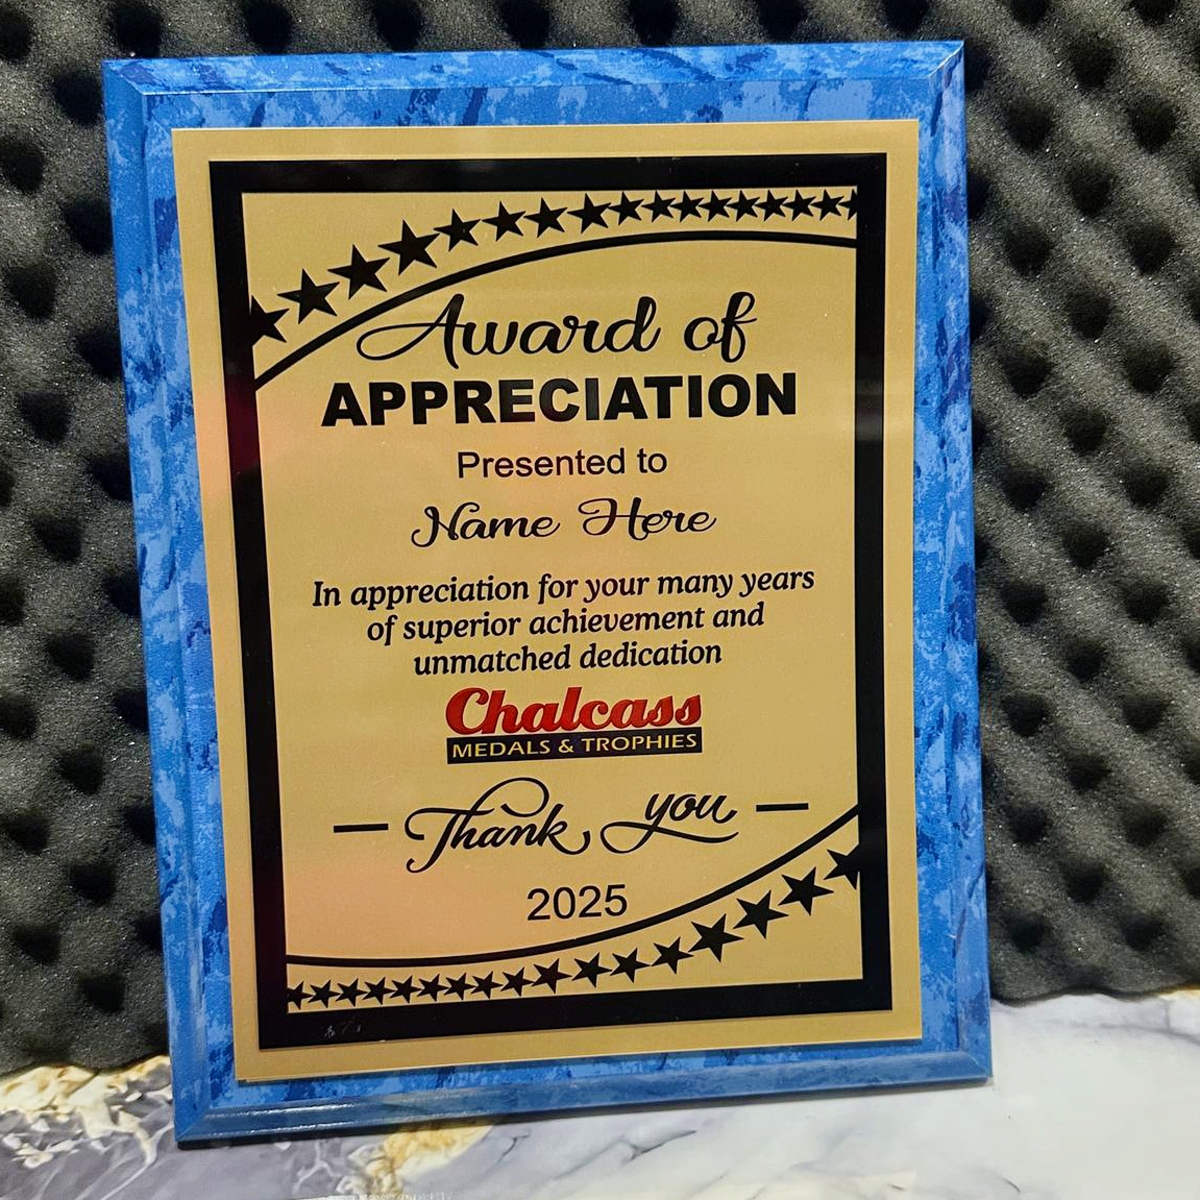 Award of
APPRECIATION
Presented to
Name Here
In appreciation for your many years
of superior achievement and
unmatched dedication
Chalcass
MEDALS & TROPHIES
— Thank you —
2025